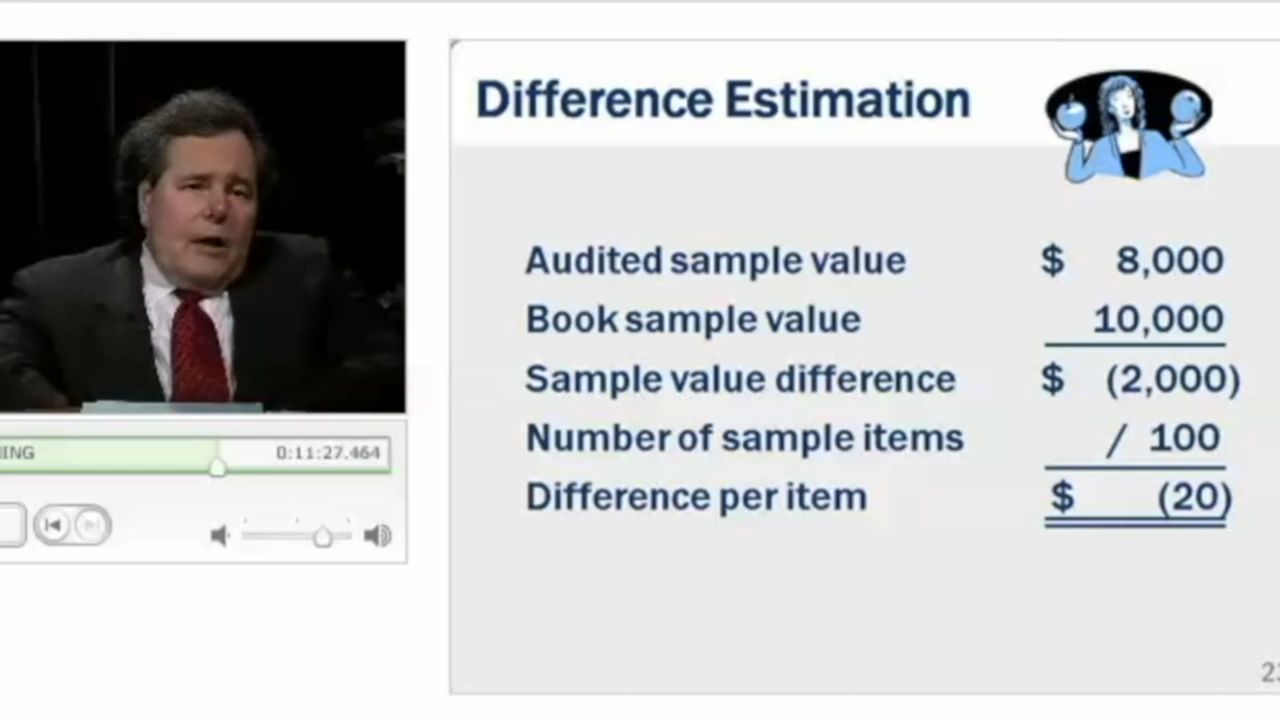 Difference Estimation
Audited sample value $ 8,000
Book sample value 10,000
Sample value difference $ (2,000)
Number of sample items / 100
Difference per item $ (20)
ING 0:11:27.464